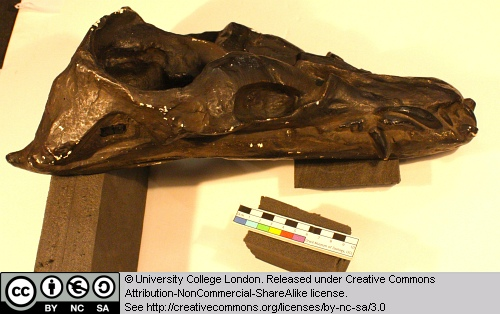 © University College London. Released under Creative Commons
Attribution-NonCommercial-ShareAlike license.
See http://creativecommons.org/licenses/by-nc-sa/3.0
cc
BY NC SA